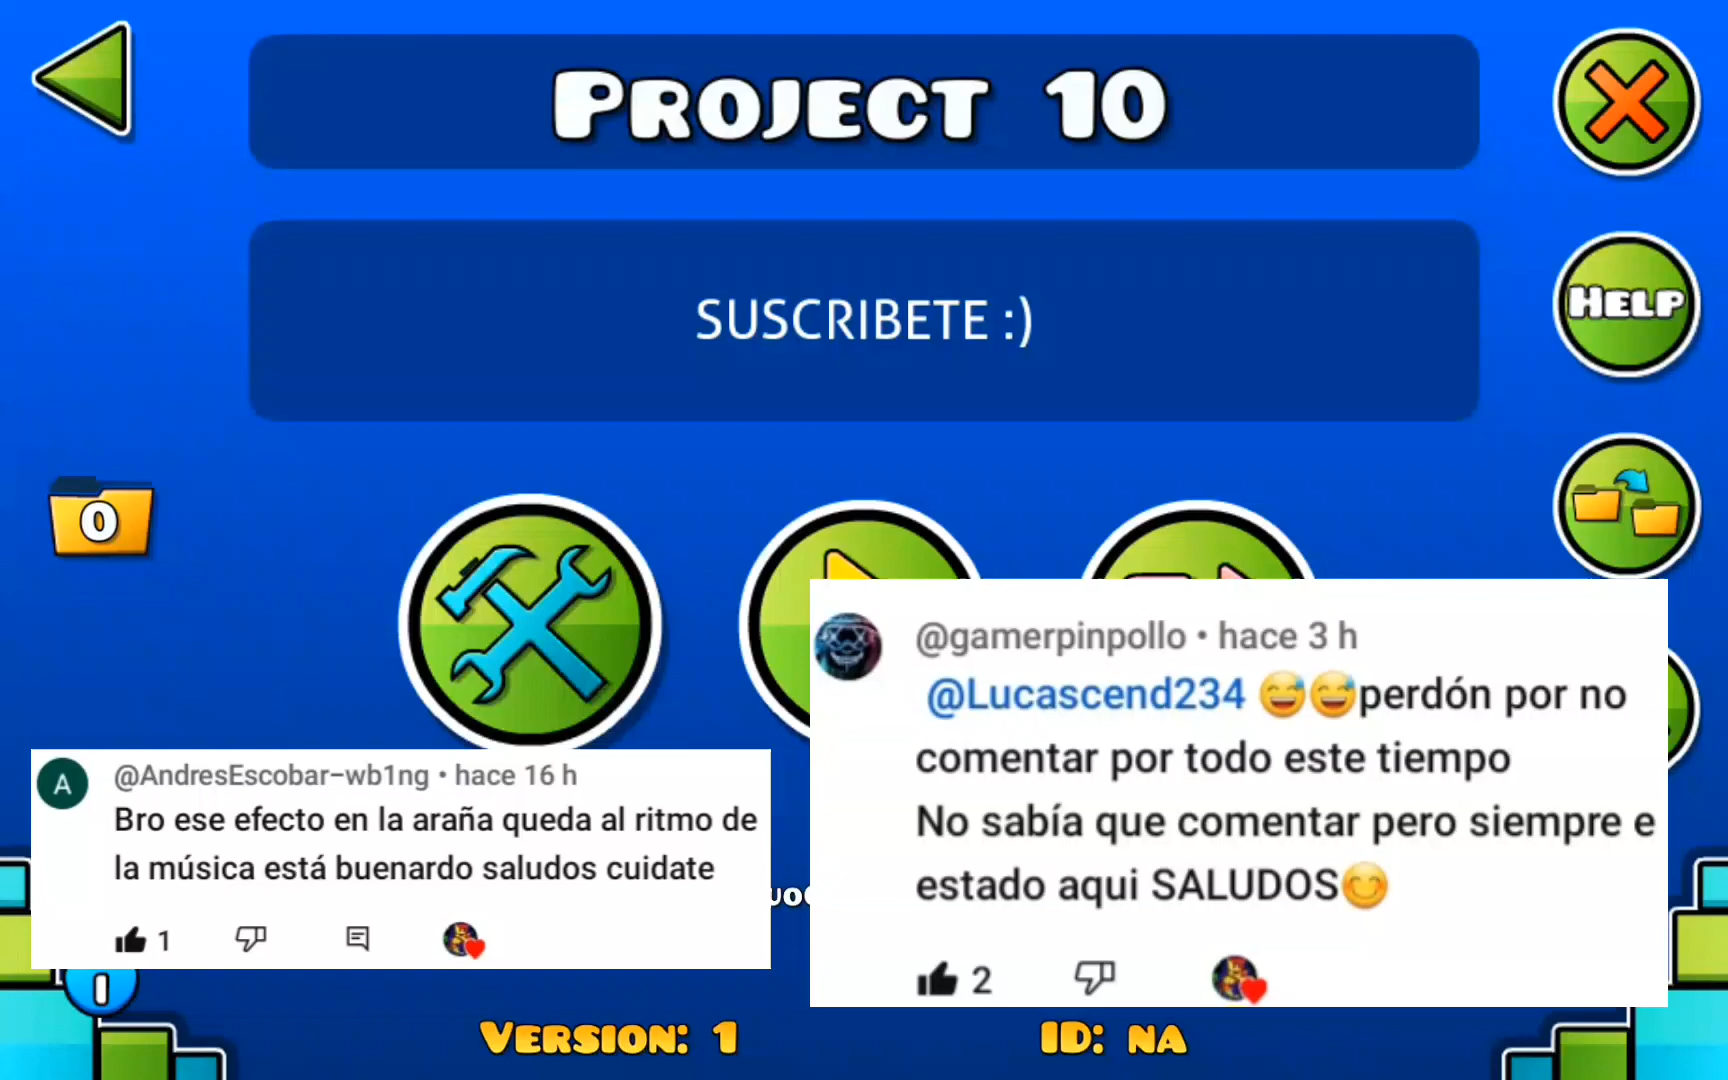 PROJECT 10
SUSCRIBETE :)
HELP
0
@AndresEscobar-wb1ng • hace 16 h
A
Bro ese efecto en la araña queda al ritmo de
la música está buenardo saludos cuidate
1
@gamerpinpollo • hace 3 h
@Lucascend234 😅😅perdón por no
comentar por todo este tiempo
No sabía que comentar pero siempre e
estado aqui SALUDOS😊
2
VERSION: 1
ID: NA